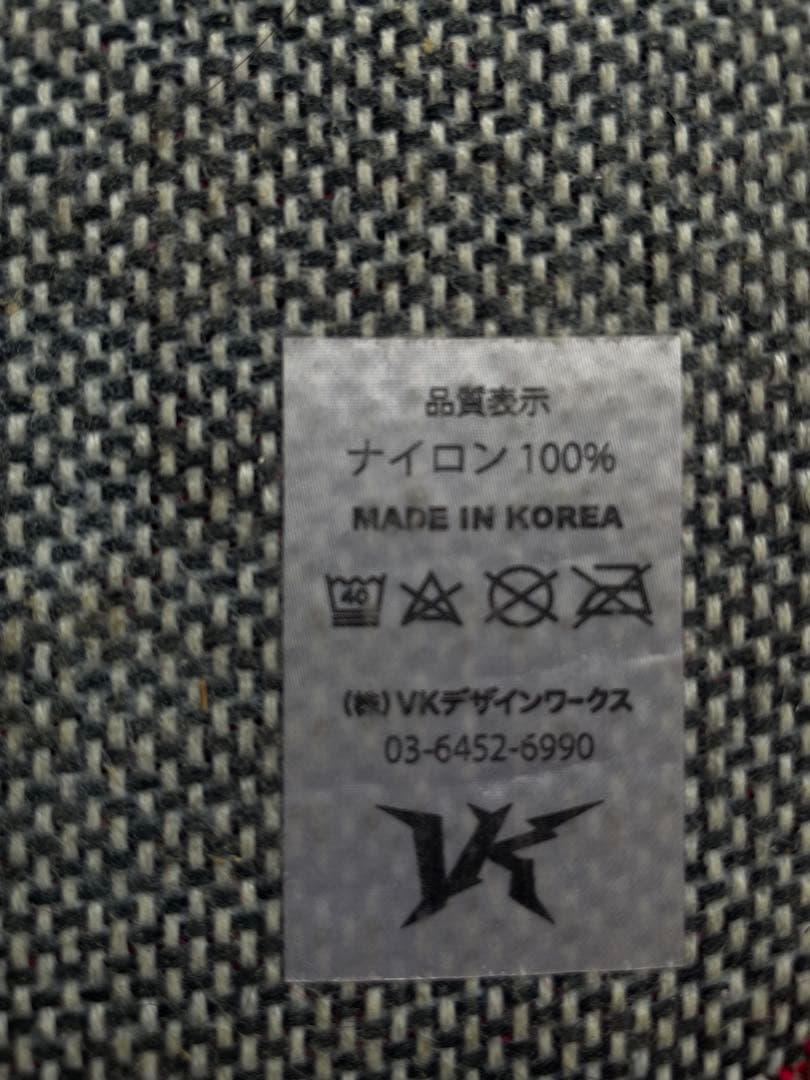 品質表示
ナイロン 100%
MADE IN KOREA
40
(株) VKデザインワークス
03-6452-6990
VK